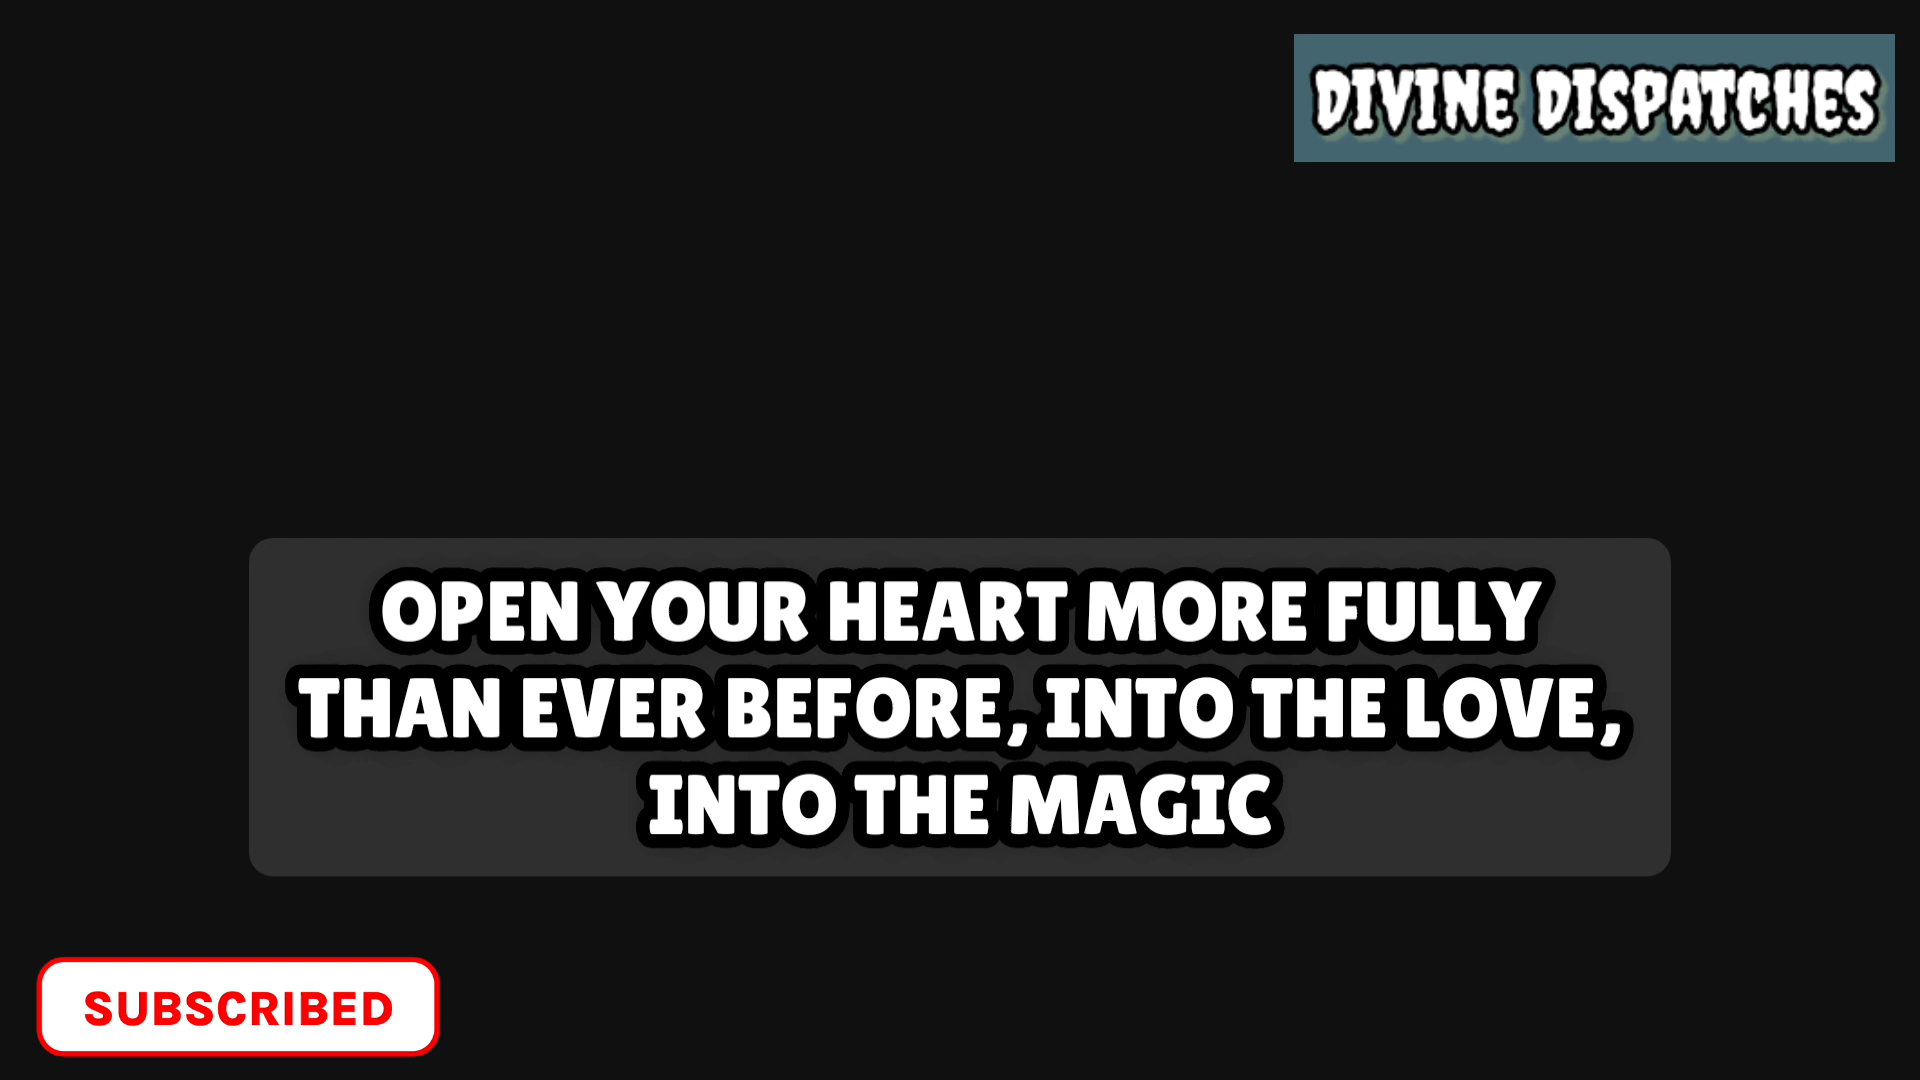 DIVINE DISPATCHES
OPEN YOUR HEART MORE FULLY
THAN EVER BEFORE, INTO THE LOVE,
INTO THE MAGIC
SUBSCRIBED